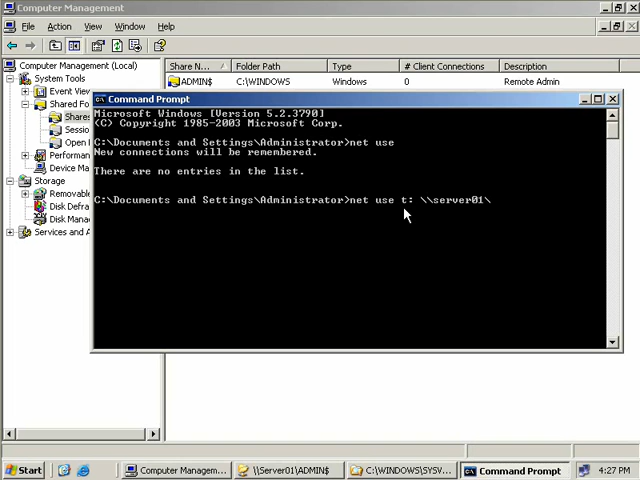 Computer Management
File Action View Window Help
Computer Management (Local)
System Tools
Event View
Shared Fo
Shares
Sessio
Open
Performan
Device Ma
Storage
Removable
Disk Defra
Disk Mana
Services and A
Share N... Folder Path Type # Client Connections Description
ADMIN$ C:\WINDOWS Windows 0 Remote Admin
Command Prompt
Microsoft Windows [Version 5.2.3790]
(C) Copyright 1985-2003 Microsoft Corp.
C:\Documents and Settings\Administrator>net use
New connections will be remembered.
There are no entries in the list.
C:\Documents and Settings\Administrator>net use t: \\server01\
Start Computer Managem... \\Server01\ADMIN$ C:\WINDOWS\SYSV... Command Prompt 4:27 PM